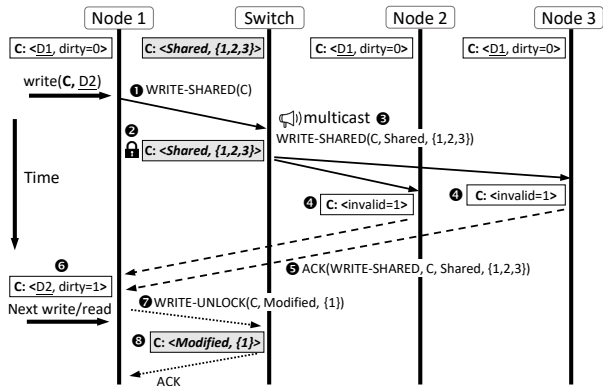 Node 1 Switch Node 2 Node 3
C: <D1, dirty=0> C: <Shared, {1,2,3}> C: <D1, dirty=0> C: <D1, dirty=0>
write(C, D2)
❶ WRITE-SHARED(C)
multicast ❸
WRITE-SHARED(C, Shared, {1,2,3})
❷
C: <Shared, {1,2,3}>
Time
❹ C: <invalid=1>
❹ C: <invalid=1>
❺ ACK(WRITE-SHARED, C, Shared, {1,2,3})
❻
C: <D2, dirty=1>
❼ WRITE-UNLOCK(C, Modified, {1})
Next write/read
❽ C: <Modified, {1}>
ACK